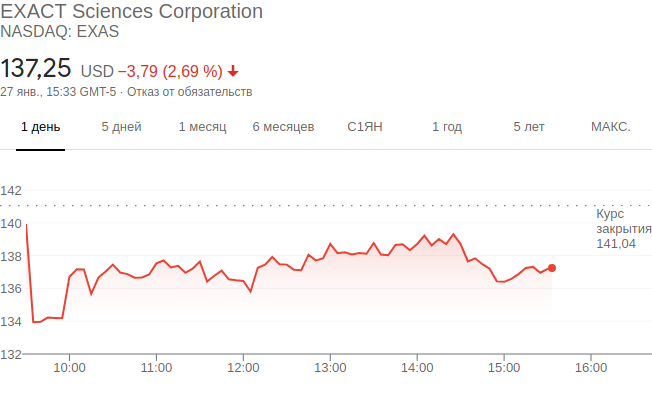 EXACT Sciences Corporation
NASDAQ: EXAS
137,25 USD −3,79 (2,69 %)
27 янв., 15:33 GMT-5 · Отказ от обязательств
1 день 5 дней 1 месяц 6 месяцев С1ЯН 1 год 5 лет МАКС.
142
140
138
136
134
132
Курс
закрытия
141,04
10:00 11:00 12:00 13:00 14:00 15:00 16:00